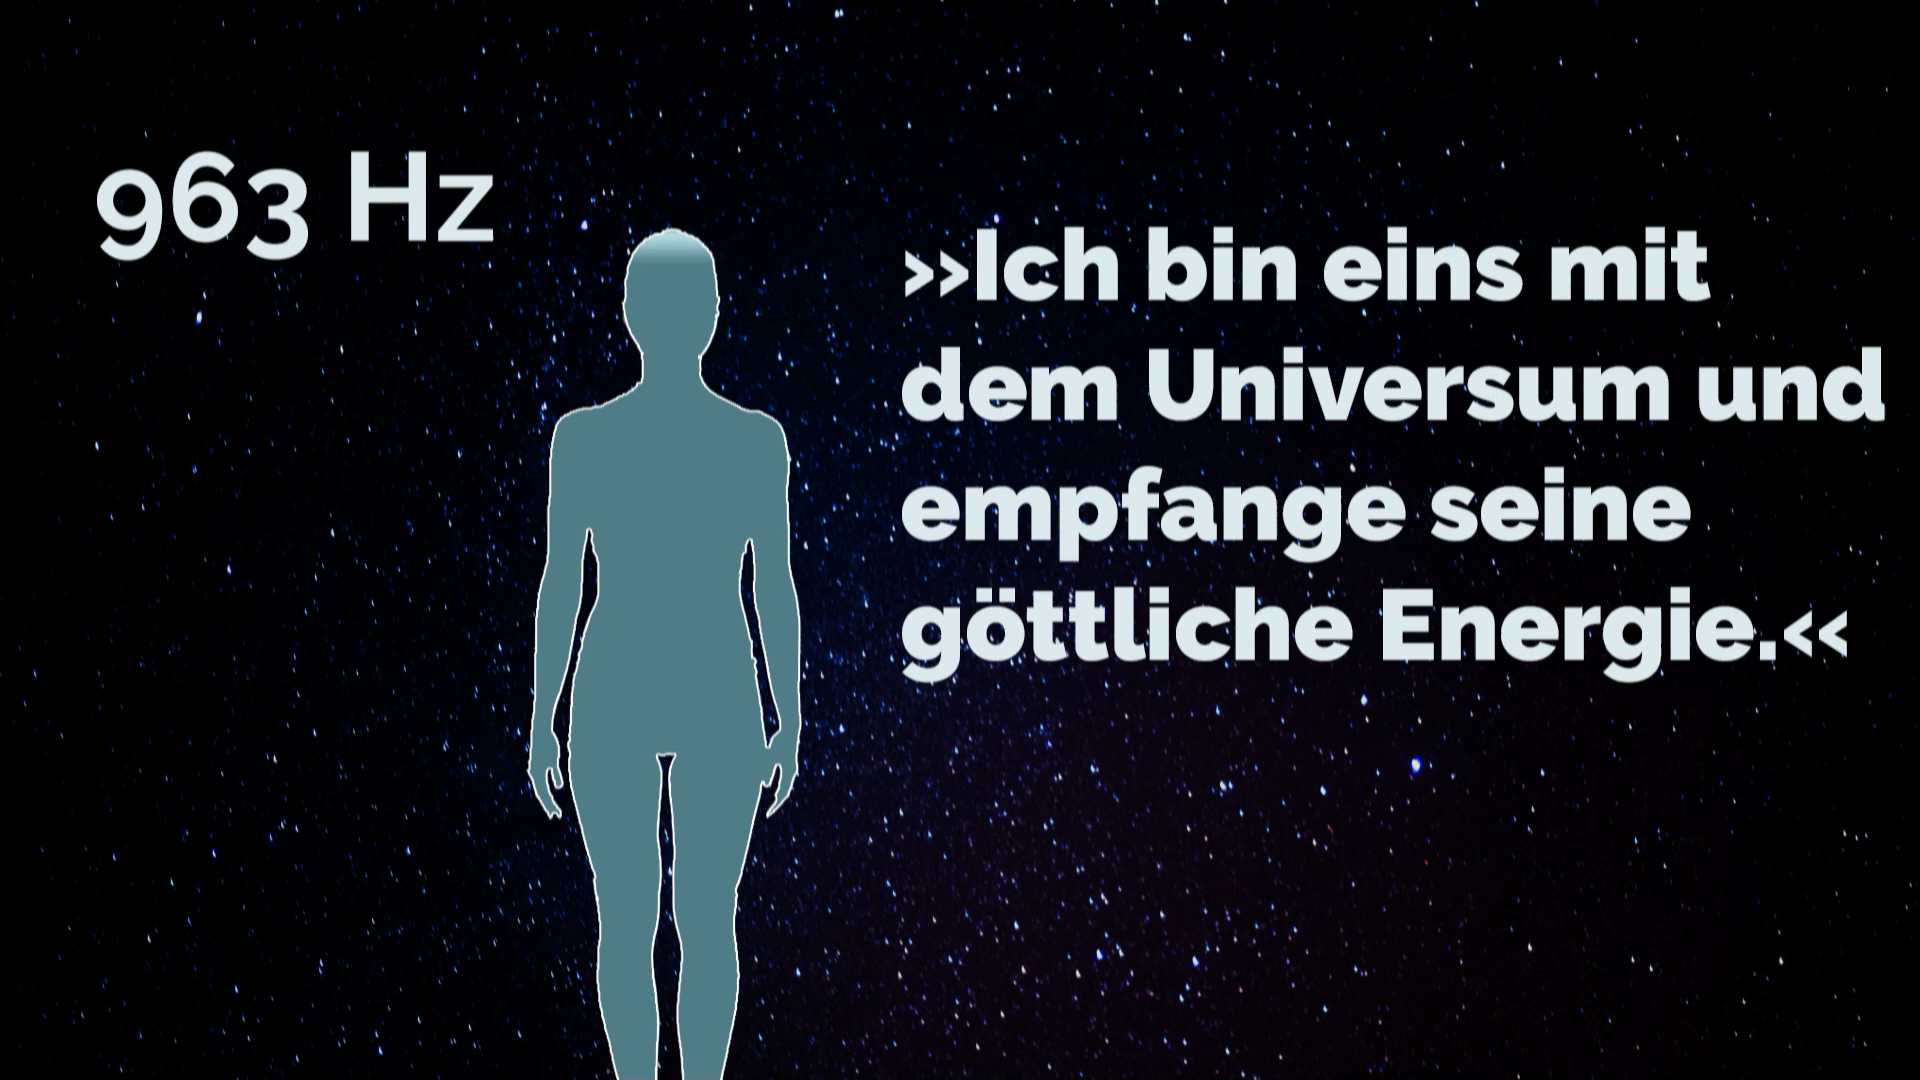 963 Hz
»Ich bin eins mit
dem Universum und
empfange seine
göttliche Energie.«